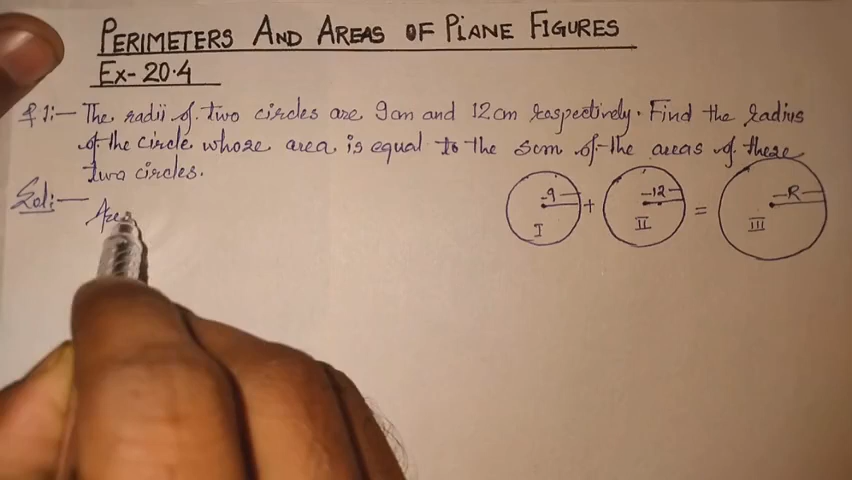 PERIMETERS AND AREAS OF PLANE FIGURES
Ex-20.4
Q1:- The radii of two circles are 9cm and 12cm respectively. Find the radius
of the circle whose area is equal to the sum of the areas of these
two circles.
Sol:-
Are
9 + 12 = R
I II III